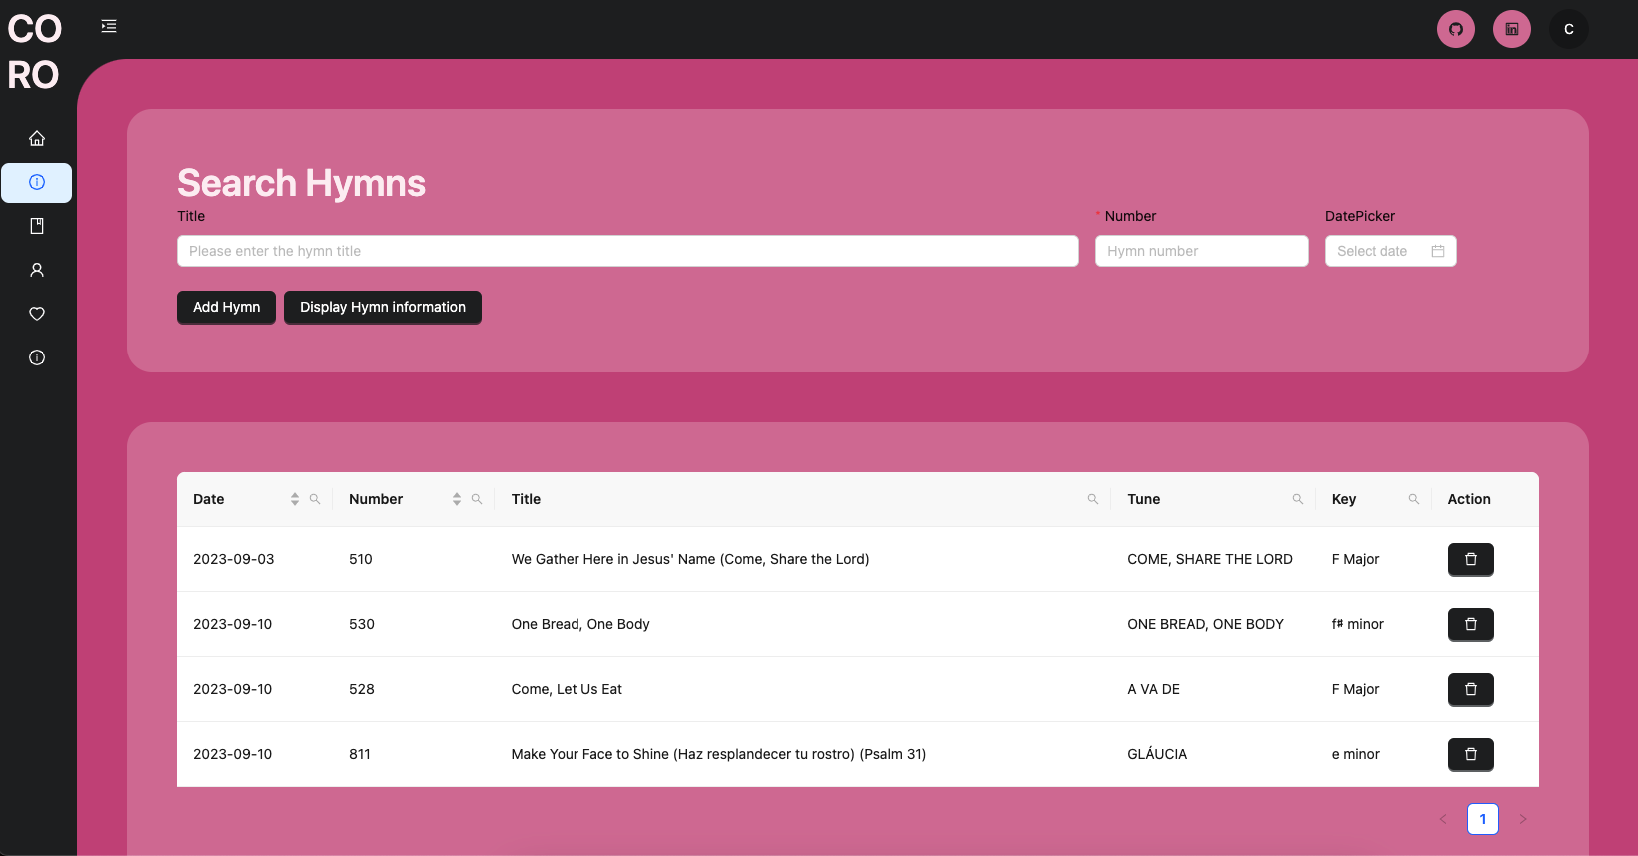 CO
RO
C
Search Hymns
Title * Number DatePicker
Please enter the hymn title Hymn number Select date
Add Hymn Display Hymn information
Date Number Title Tune Key Action
2023-09-03 510 We Gather Here in Jesus' Name (Come, Share the Lord) COME, SHARE THE LORD F Major
2023-09-10 530 One Bread, One Body ONE BREAD, ONE BODY f# minor
2023-09-10 528 Come, Let Us Eat A VA DE F Major
2023-09-10 811 Make Your Face to Shine (Haz resplandecer tu rostro) (Psalm 31) GLÁUCIA e minor
1